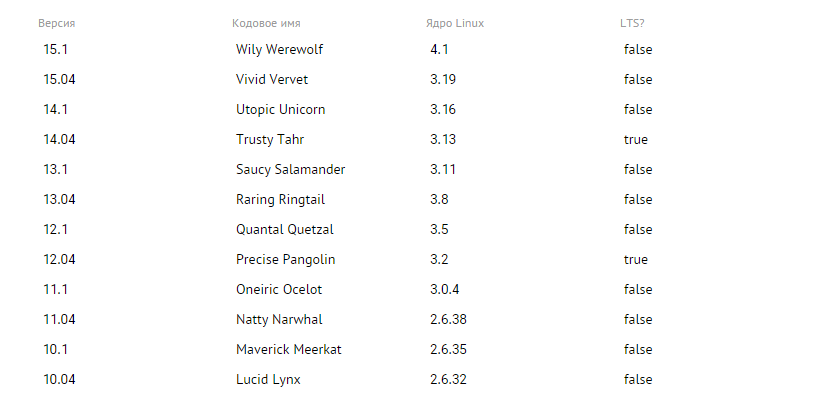 Версия Кодовое имя Ядро Linux LTS?
15.1 Wily Werewolf 4.1 false
15.04 Vivid Vervet 3.19 false
14.1 Utopic Unicorn 3.16 false
14.04 Trusty Tahr 3.13 true
13.1 Saucy Salamander 3.11 false
13.04 Raring Ringtail 3.8 false
12.1 Quantal Quetzal 3.5 false
12.04 Precise Pangolin 3.2 true
11.1 Oneiric Ocelot 3.0.4 false
11.04 Natty Narwhal 2.6.38 false
10.1 Maverick Meerkat 2.6.35 false
10.04 Lucid Lynx 2.6.32 false